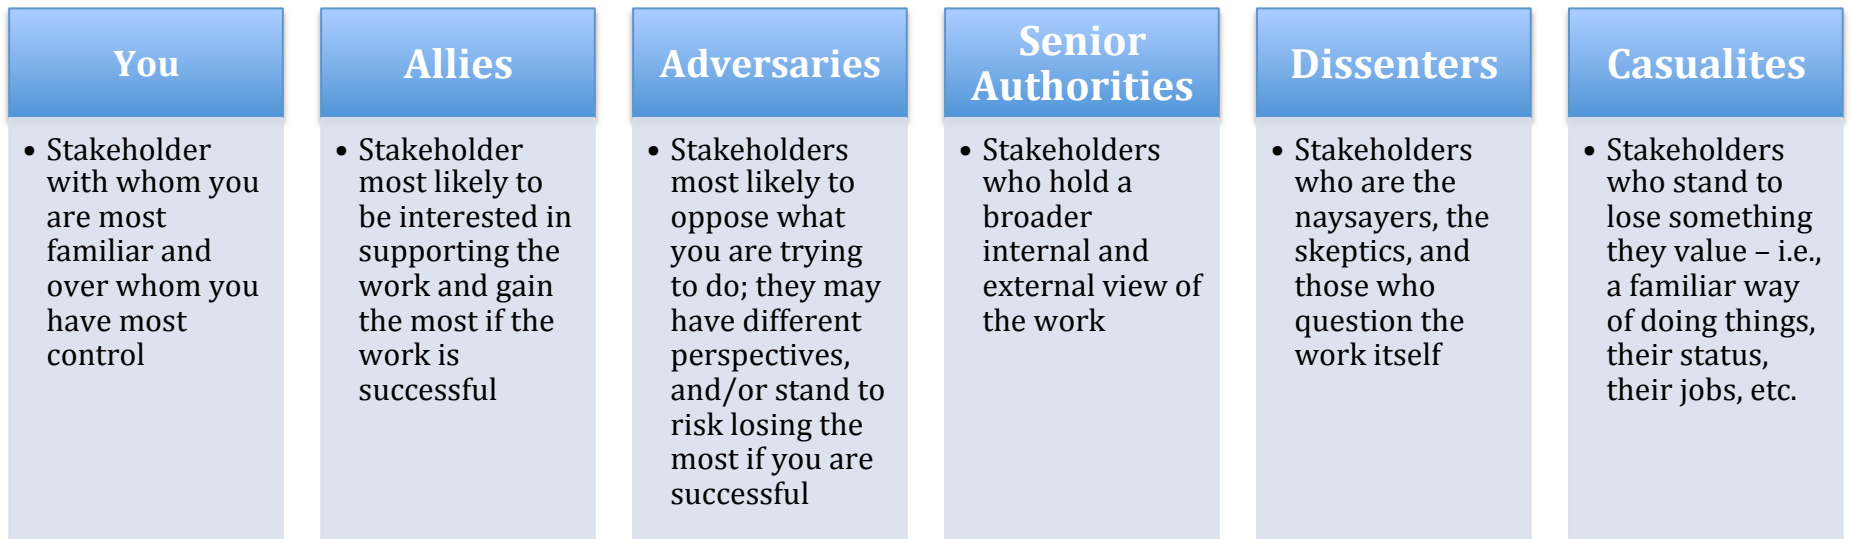 You
• Stakeholder
with whom you
are most
familiar and
over whom you
have most
control
Allies
• Stakeholder
most likely to
be interested in
supporting the
work and gain
the most if the
work is
successful
Adversaries
• Stakeholders
most likely to
oppose what
you are trying
to do; they may
have different
perspectives,
and/or stand to
risk losing the
most if you are
successful
Senior
Authorities
• Stakeholders
who hold a
broader
internal and
external view of
the work
Dissenters
• Stakeholders
who are the
naysayers, the
skeptics, and
those who
question the
work itself
Casualites
• Stakeholders
who stand to
lose something
they value – i.e.,
a familiar way
of doing things,
their status,
their jobs, etc.